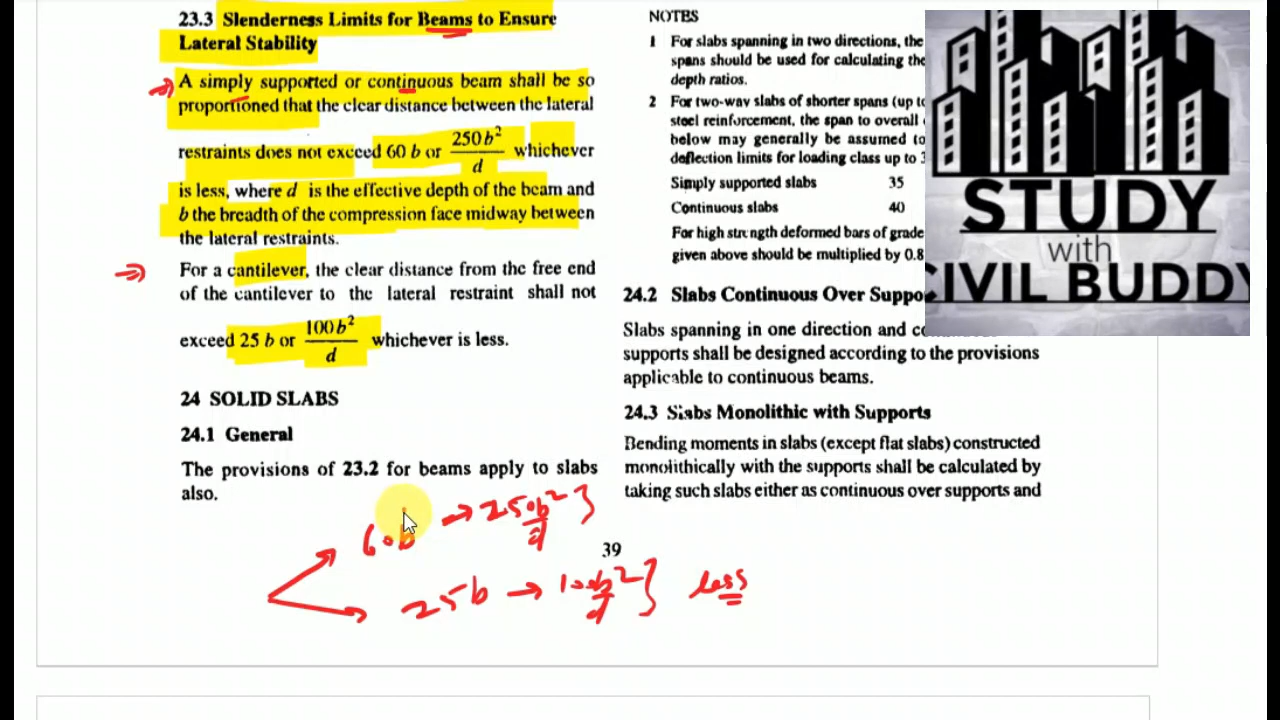 23.3 Slenderness Limits for Beams to Ensure
Lateral Stability
A simply supported or continuous beam shall be so
proportioned that the clear distance between the lateral
restraints does not exceed 60 b or 250b²/d whichever
is less, where d is the effective depth of the beam and
b the breadth of the compression face midway between
the lateral restraints.
For a cantilever, the clear distance from the free end
of the cantilever to the lateral restraint shall not
exceed 25 b or 100b²/d whichever is less.
24 SOLID SLABS
24.1 General
The provisions of 23.2 for beams apply to slabs
also.
NOTES
1 For slabs spanning in two directions, the
spans should be used for calculating the
depth ratios.
2 For two-way slabs of shorter spans (up to
steel reinforcement, the span to overall
below may generally be assumed to
deflection limits for loading class up to 3
Simply supported slabs 35
Continuous slabs 40
For high strength deformed bars of grade
given above should be multiplied by 0.8
24.2 Slabs Continuous Over Suppo
Slabs spanning in one direction and
supports shall be designed according to the provisions
applicable to continuous beams.
24.3 Slabs Monolithic with Supports
Bending moments in slabs (except flat slabs) constructed
monolithically with the supports shall be calculated by
taking such slabs either as continuous over supports and
39
60b → 250b²/d }
25b → 100b²/d } less
STUDY
with
CIVIL BUDDY